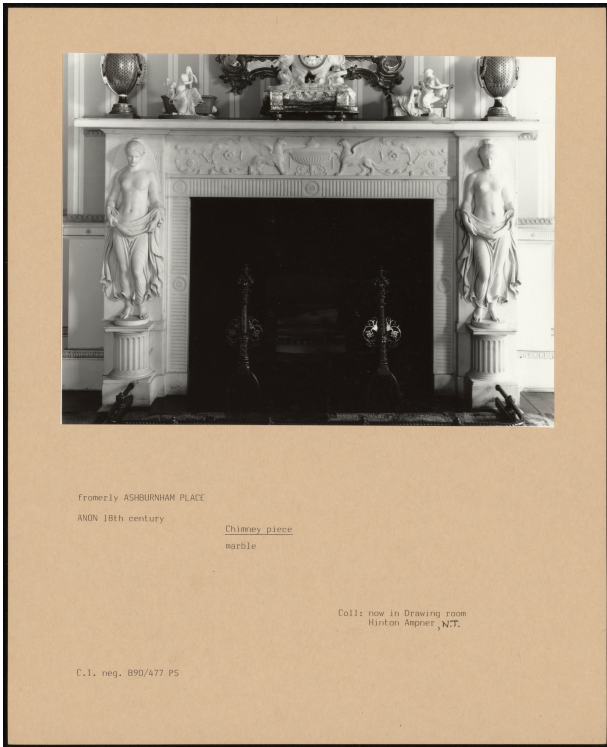 fromerly ASHBURNHAM PLACE
ANON 18th century
Chimney piece
marble
Coll: now in Drawing room
Hinton Ampner, N.T.
C.I. neg. B90/477 PS